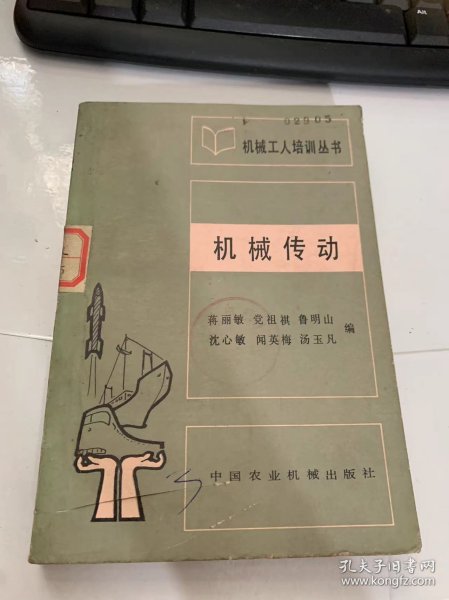 02905
机械工人培训丛书
机械传动
蒋丽敏 党祖祺 鲁明山
沈心敏 闻英梅 汤玉凡 编
中国农业机械出版社
孔夫子旧书网
www.kongfz.com